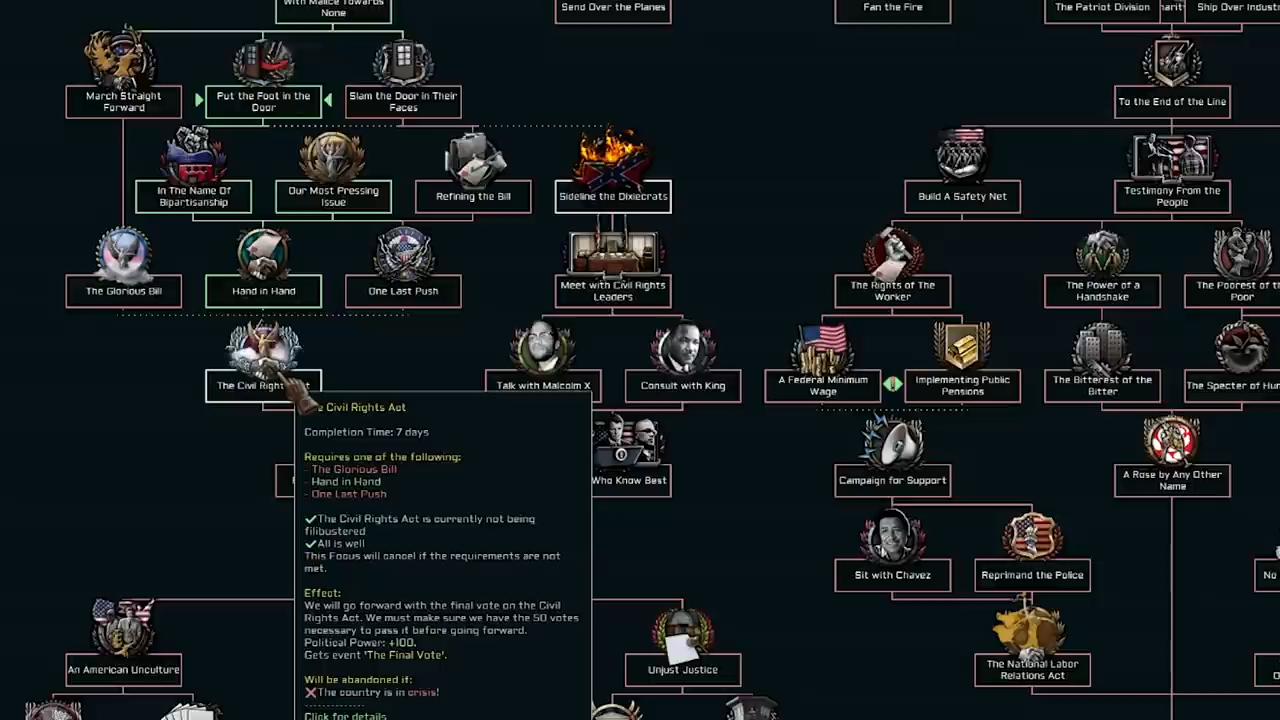 With Malice Towards
None
Send Over the Planes
Fan the Fire
The Patriot Division
Ship Over Indust
March Straight
Forward
Put the Foot in the
Door
Slam the Door in Their
Faces
To the End of the Line
In The Name Of
Bipartisanship
Our Most Pressing
Issue
Refining the Bill
Sideline the Dixiecrats
Build A Safety Net
Testimony From the
People
The Glorious Bill
Hand in Hand
One Last Push
Meet with Civil Rights
Leaders
The Rights of The
Worker
The Power of a
Handshake
The Poorest of th
Poor
The Civil Rig
t
Talk with Malcolm X
Consult with King
A Federal Minimum
Wage
Implementing Public
Pensions
The Bitterest of the
Bitter
The Specter of Hun
e Civil Rights Act
Completion Time: 7 days
Requires one of the following:
- The Glorious Bill
- Hand in Hand
- One Last Push
The Civil Rights Act is currently not being
filibustered
All is well
This Focus will cancel if the requirements are not
met.
Effect:
We will go forward with the final vote on the Civil
Rights Act. We must make sure we have the 50 votes
necessary to pass it before going forward.
Political Power: +100.
Gets event 'The Final Vote'.
Will be abandoned if:
The country is in crisis!
--------------
Click for details
Who Know Best
Campaign for Support
A Rose by Any Other
Name
Sit with Chavez
Reprimand the Police
No
An American Unculture
Unjust Justice
The National Labor
Relations Act